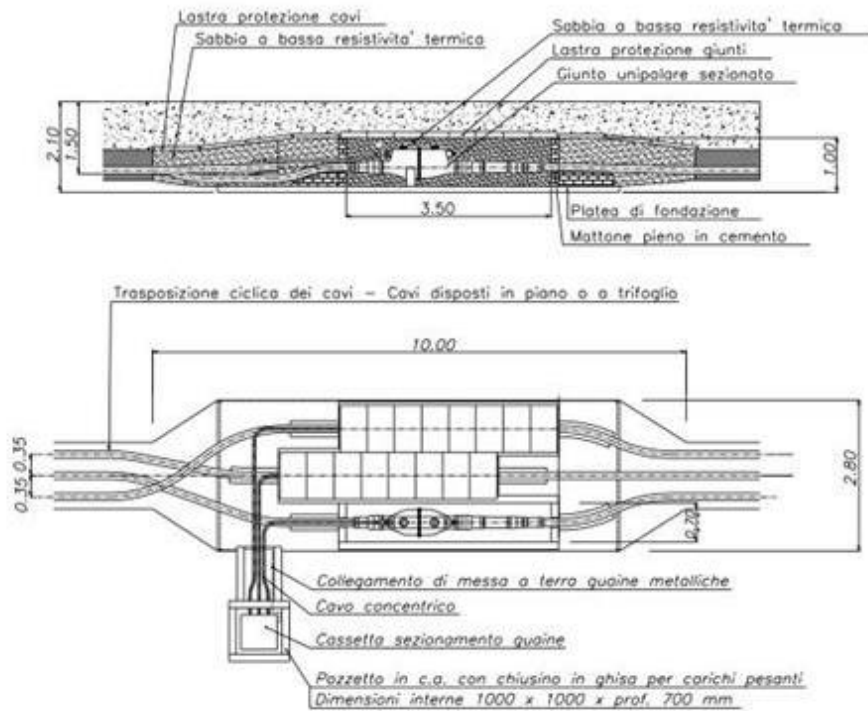 Lastra protezione cavi
Sabbia a bassa resistivita' termica
Sabbia a bassa resistivita' termica
Lastra protezione giunti
Giunto unipolare sezionato
2.10
1.50
1.00
3.50
Platea di fondazione
Mattone pieno in cemento
Trasposizione ciclica dei cavi - Cavi disposti in piano o a trifoglio
10.00
0.35
0.35
2.80
0.70
Collegamento di messa a terra guaine metalliche
Cavo concentrico
Cassetta sezionamento guaine
Pozzetto in c.a. con chiusino in ghisa per carichi pesanti
Dimensioni interne 1000 x 1000 x prof. 700 mm